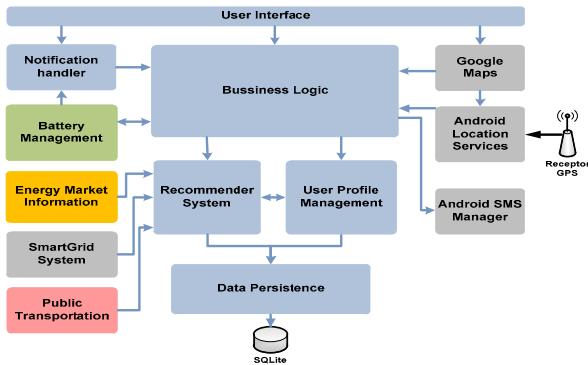 User Interface
Notification
handler
Bussiness Logic
Google
Maps
Battery
Management
Android
Location
Services
Receptor
GPS
Energy Market
Information
Recommender
System
User Profile
Management
Android SMS
Manager
SmartGrid
System
Public
Transportation
Data Persistence
SQLite